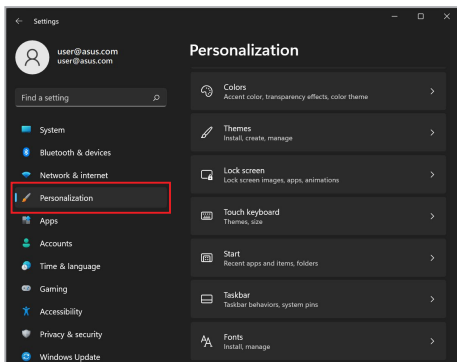 Settings
user@asus.com
user@asus.com
Find a setting
System
Bluetooth & devices
Network & internet
Personalization
Apps
Accounts
Time & language
Gaming
Accessibility
Privacy & security
Windows Update
Personalization
Colors
Accent color, transparency effects, color theme
Themes
Install, create, manage
Lock screen
Lock screen images, apps, animations
Touch keyboard
Themes, size
Start
Recent apps and items, folders
Taskbar
Taskbar behaviors, system pins
Fonts
Install, manage